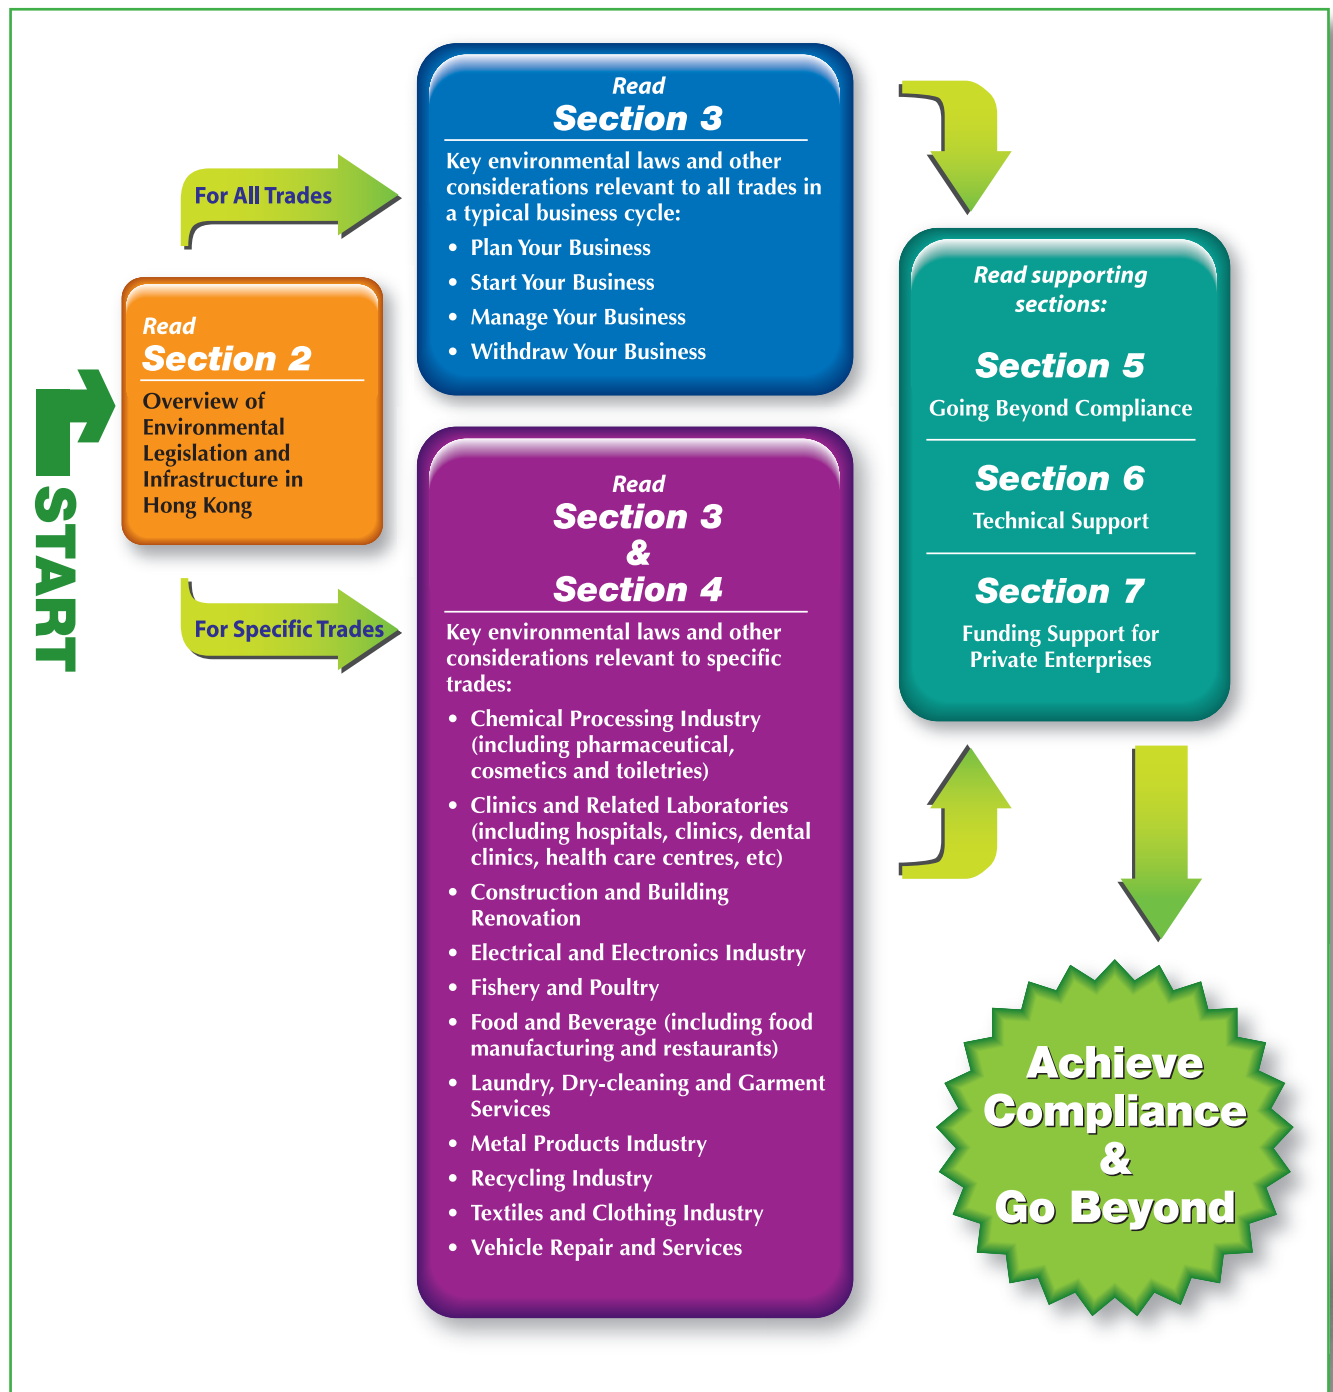 START
Read
Section 2
Overview of
Environmental
Legislation and
Infrastructure in
Hong Kong
For All Trades
Read
Section 3
Key environmental laws and other
considerations relevant to all trades in
a typical business cycle:
• Plan Your Business
• Start Your Business
• Manage Your Business
• Withdraw Your Business
For Specific Trades
Read
Section 3
&
Section 4
Key environmental laws and other
considerations relevant to specific
trades:
• Chemical Processing Industry
(including pharmaceutical,
cosmetics and toiletries)
• Clinics and Related Laboratories
(including hospitals, clinics, dental
clinics, health care centres, etc)
• Construction and Building
Renovation
• Electrical and Electronics Industry
• Fishery and Poultry
• Food and Beverage (including food
manufacturing and restaurants)
• Laundry, Dry-cleaning and Garment
Services
• Metal Products Industry
• Recycling Industry
• Textiles and Clothing Industry
• Vehicle Repair and Services
Read supporting
sections:
Section 5
Going Beyond Compliance
Section 6
Technical Support
Section 7
Funding Support for
Private Enterprises
Achieve
Compliance
&
Go Beyond